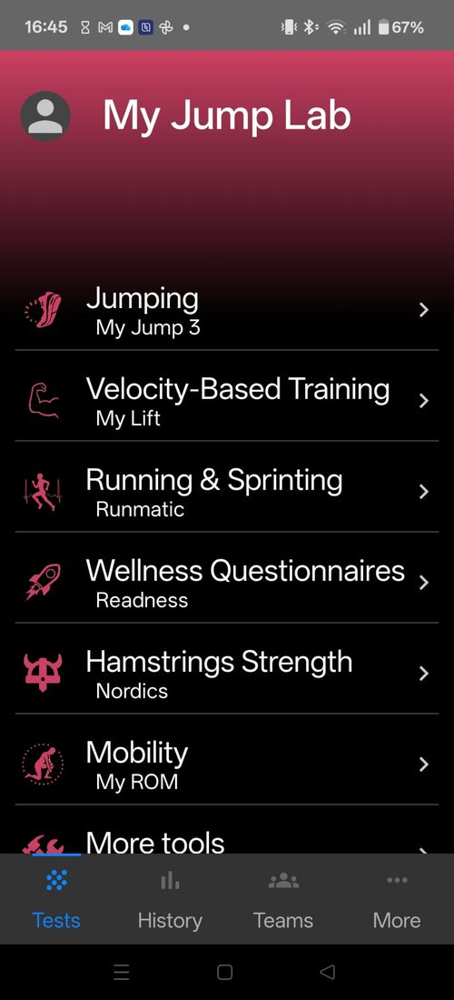 16:45 67%
My Jump Lab
Jumping
My Jump 3
Velocity-Based Training
My Lift
Running & Sprinting
Runmatic
Wellness Questionnaires
Readness
Hamstrings Strength
Nordics
Mobility
My ROM
More tools
Tests History Teams More